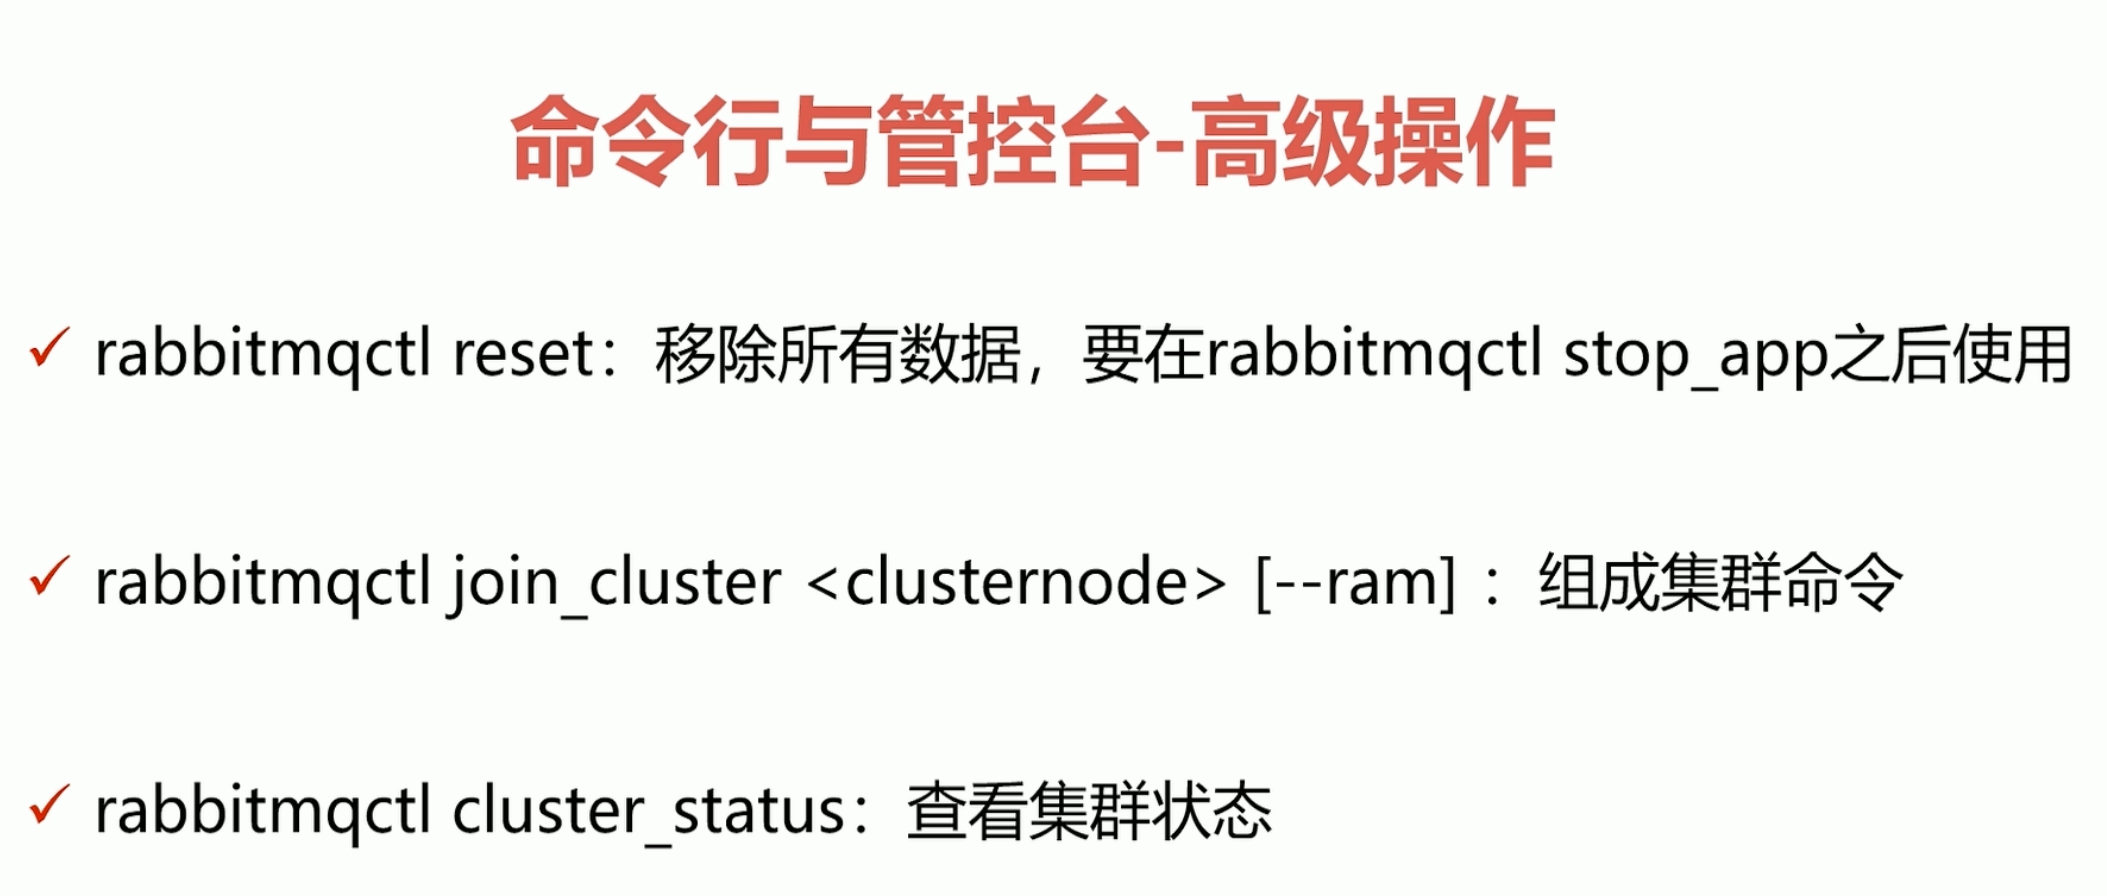 命令行与管控台-高级操作
rabbitmqctl reset：移除所有数据，要在rabbitmqctl stop_app之后使用
rabbitmqctl join_cluster <clusternode> [--ram] ：组成集群命令
rabbitmqctl cluster_status：查看集群状态